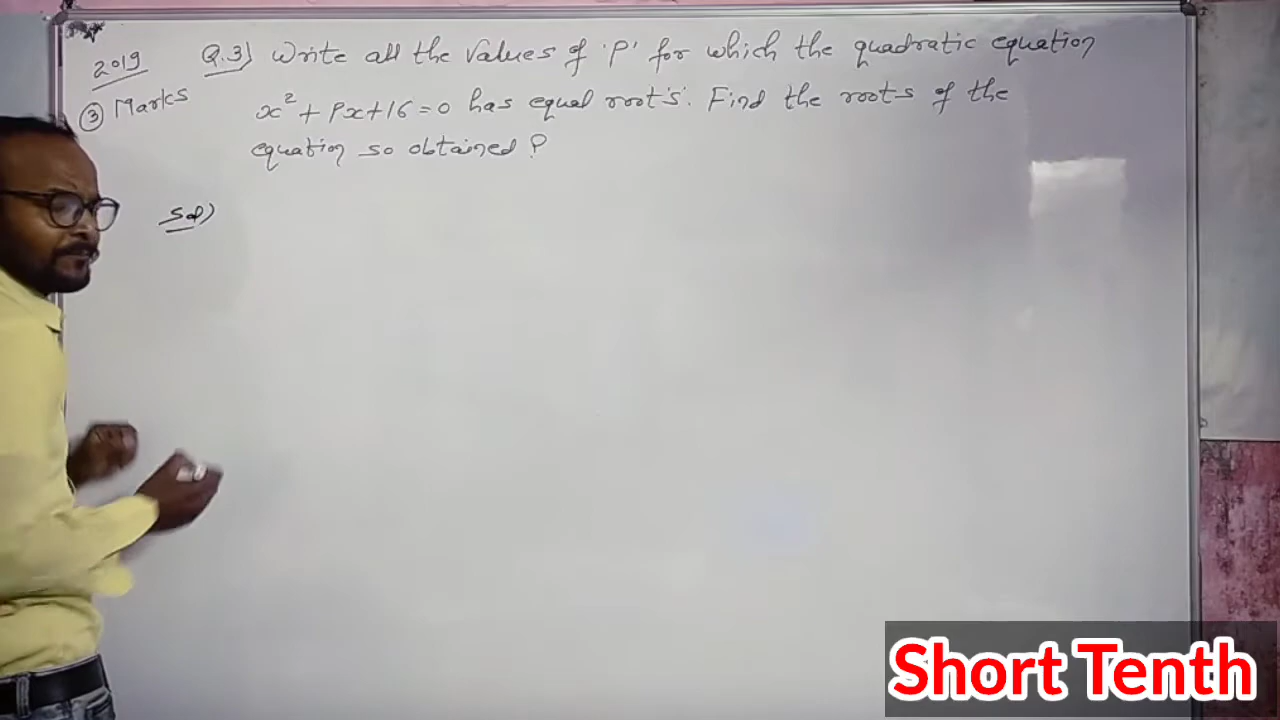 2019 Q.3) Write all the values of 'P' for which the quadratic equation
③ Marks x² + Px + 16 = 0 has equal roots. Find the roots of the
equation so obtained ?
Sol)
Short Tenth